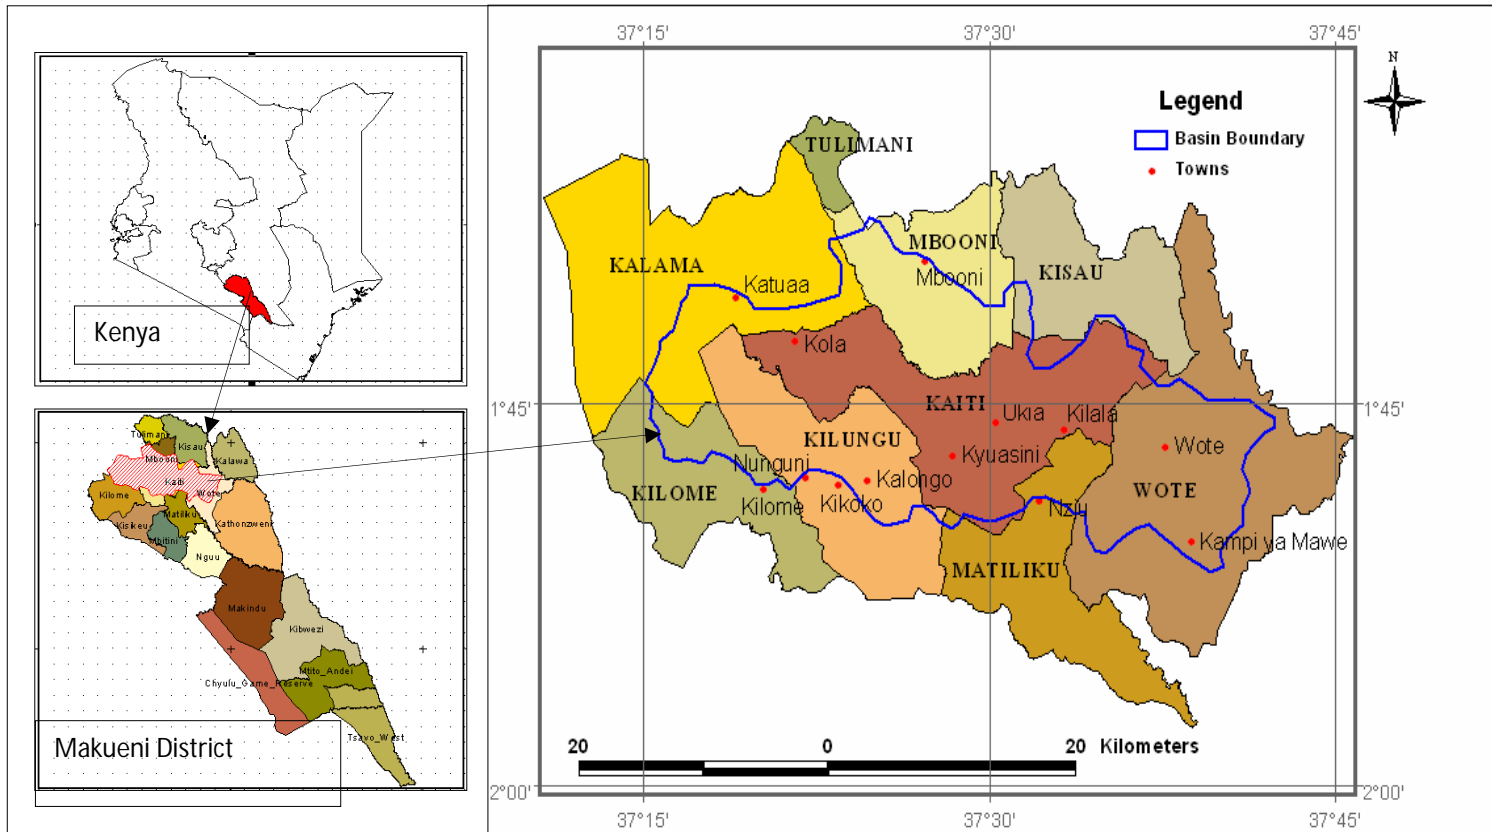 Kenya
Tulimani
Kisau
Mbooni
Kalawa
Kaiti
Kilome
Wote
Matiliku
Kathonzweni
Kisikeu
Mbitini
Nguu
Makindu
Kibwezi
Mtito_Andei
Chyulu_Game_Reserve
Tsavo_West
Makueni District
37°15'
37°30'
37°45'
N
Legend
Basin Boundary
Towns
TULIMANI
MBOONI
Mbooni
KISAU
KALAMA
Katuaa
Kola
1°45'
1°45'
KAITI
Ukia
Kilala
KILUNGU
Wote
Kyuasini
Nunguni
Kalongo
KILOME
Kilome
Kikoko
WOTE
Nziu
Kampi ya Mawe
MATILIKU
20
0
20 Kilometers
2°00'
2°00'
37°15'
37°30'
37°45'